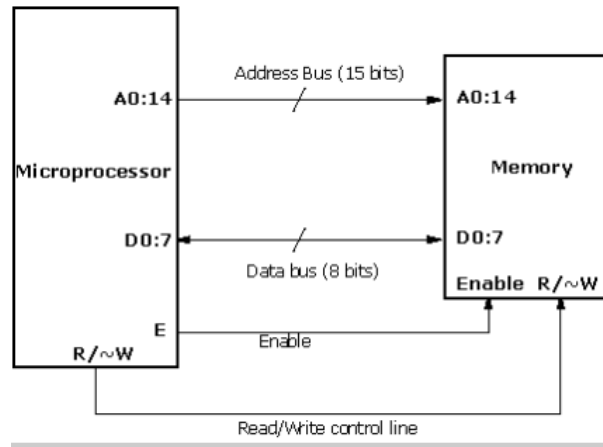 Address Bus (15 bits)
A0:14
A0:14
Microprocessor
Memory
D0:7
D0:7
Data bus (8 bits)
Enable R/~W
E
Enable
R/~W
Read/Write control line